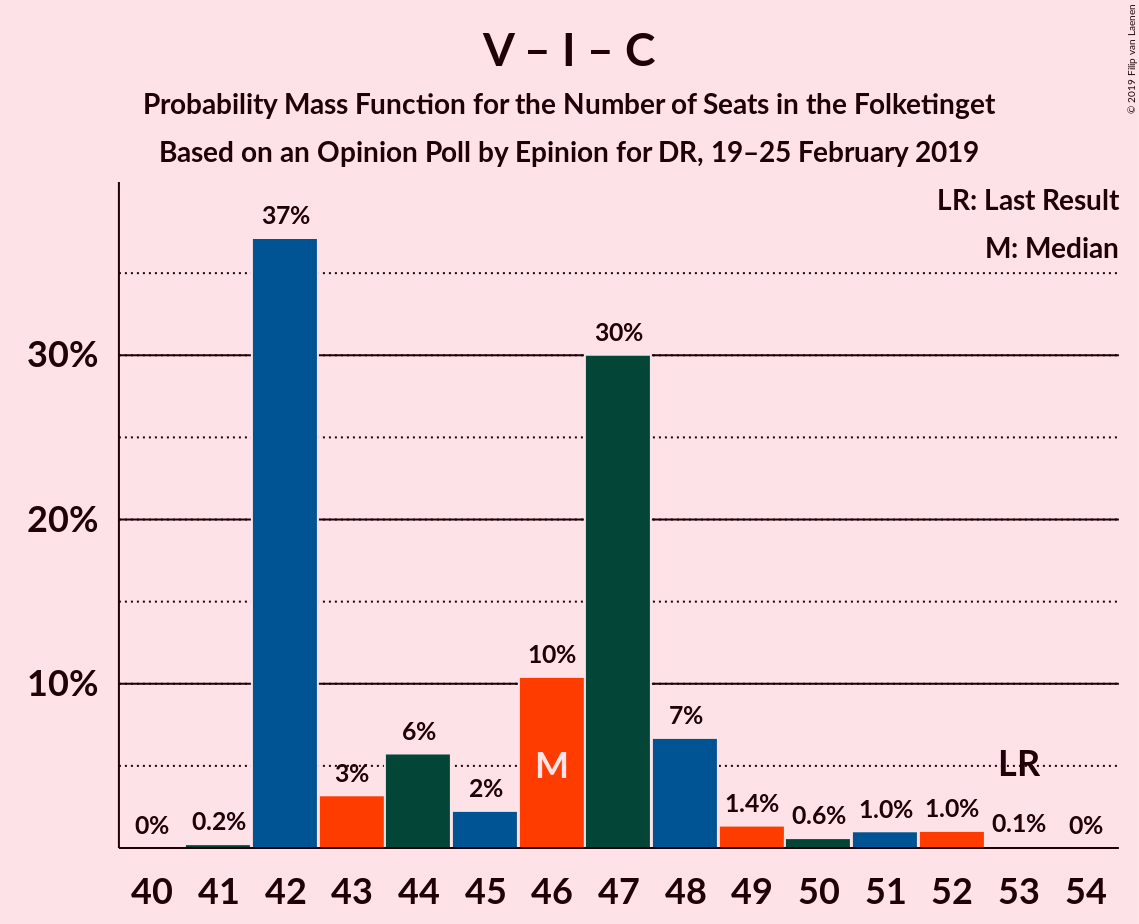 V – I – C
Probability Mass Function for the Number of Seats in the Folketinget
Based on an Opinion Poll by Epinion for DR, 19–25 February 2019
© 2019 Filip van Laenen
LR: Last Result
M: Median
30%
20%
10%
0%
0.2%
37%
3%
6%
2%
10%
30%
7%
1.4%
0.6%
1.0%
1.0%
0.1%
0%
M
LR
40 41 42 43 44 45 46 47 48 49 50 51 52 53 54